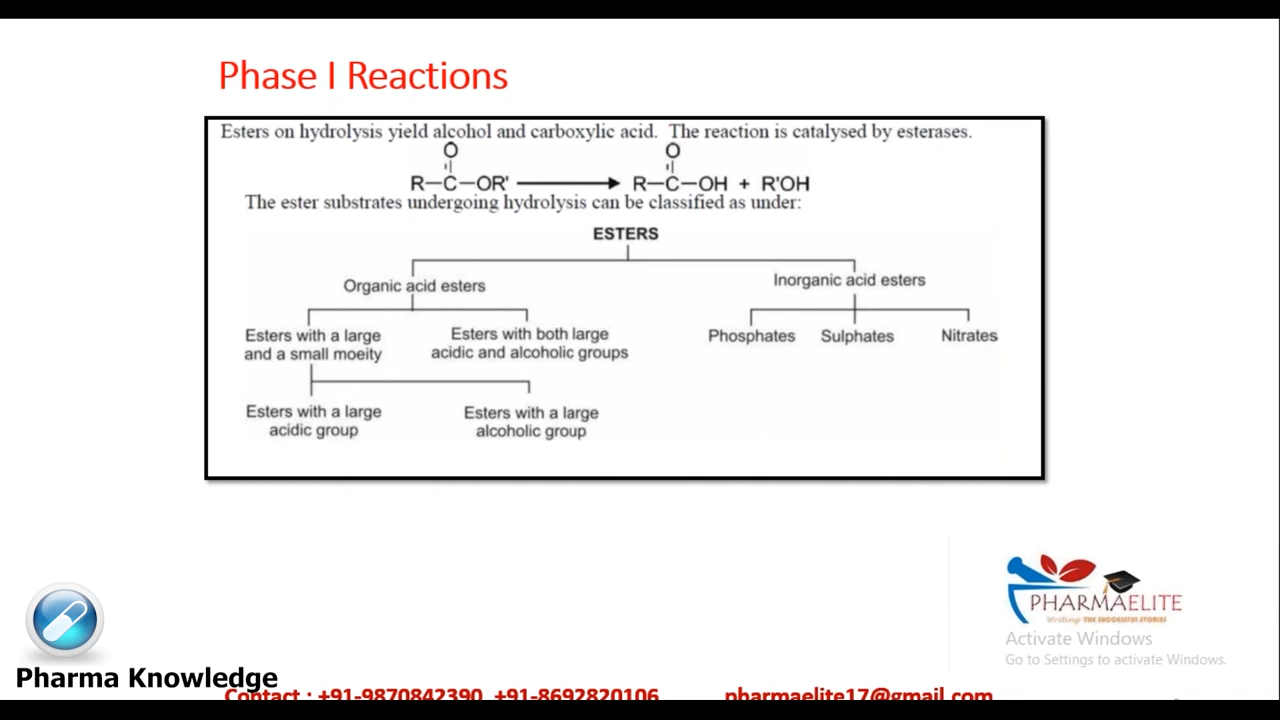 Phase I Reactions
Esters on hydrolysis yield alcohol and carboxylic acid. The reaction is catalysed by esterases.
O O
R—C—OR' R—C—OH + R'OH
The ester substrates undergoing hydrolysis can be classified as under:
ESTERS
Organic acid esters Inorganic acid esters
Esters with a large Esters with both large Phosphates Sulphates Nitrates
and a small moeity acidic and alcoholic groups
Esters with a large Esters with a large
acidic group alcoholic group
PHARMAELITE
Writing THE SUCCESSFUL STORIES
Activate Windows
Go to Settings to activate Windows.
Pharma Knowledge
Contact : +91-9870842390, +91-8692820106 pharmaelite17@gmail.com